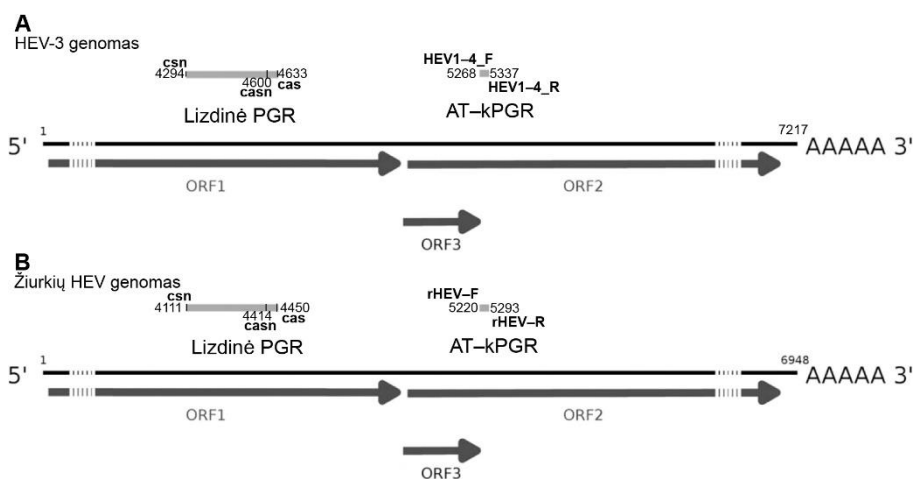 A
HEV-3 genomas
csn
4294 4633
4600 cas
casn
Lizdinė PGR
HEV1–4_F
5268 5337
HEV1–4_R
AT–kPGR
1
7217
5' AAAAA 3'
ORF1
ORF2
ORF3
B
Žiurkių HEV genomas
csn
4111 4450
4414 cas
casn
Lizdinė PGR
rHEV–F
5220 5293
rHEV–R
AT–kPGR
1
6948
5' AAAAA 3'
ORF1
ORF2
ORF3